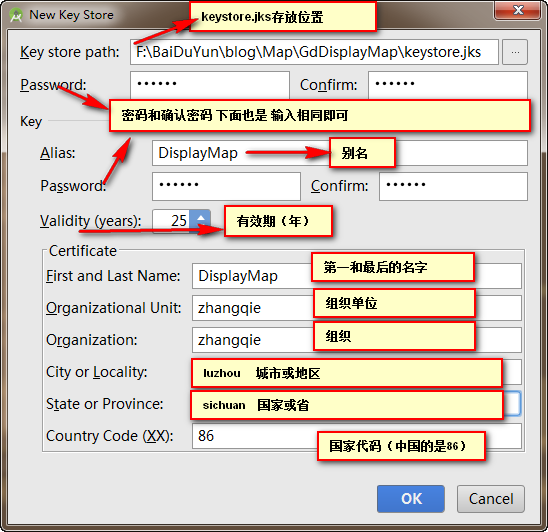 New Key Store
keystore.jks存放位置
Key store path: F:\BaiDuYun\blog\Map\GdDisplayMap\keystore.jks ...
Password: •••••• Confirm: ••••••
密码和确认密码 下面也是 输入相同即可
Key
Alias: DisplayMap 别名
Password: •••••• Confirm: ••••••
Validity (years): 25 有效期（年）
Certificate
First and Last Name: DisplayMap 第一和最后的名字
Organizational Unit: zhangqie 组织单位
Organization: zhangqie 组织
City or Locality: luzhou 城市或地区
State or Province: sichuan 国家或省
Country Code (XX): 86 国家代码（中国的是86）
OK Cancel